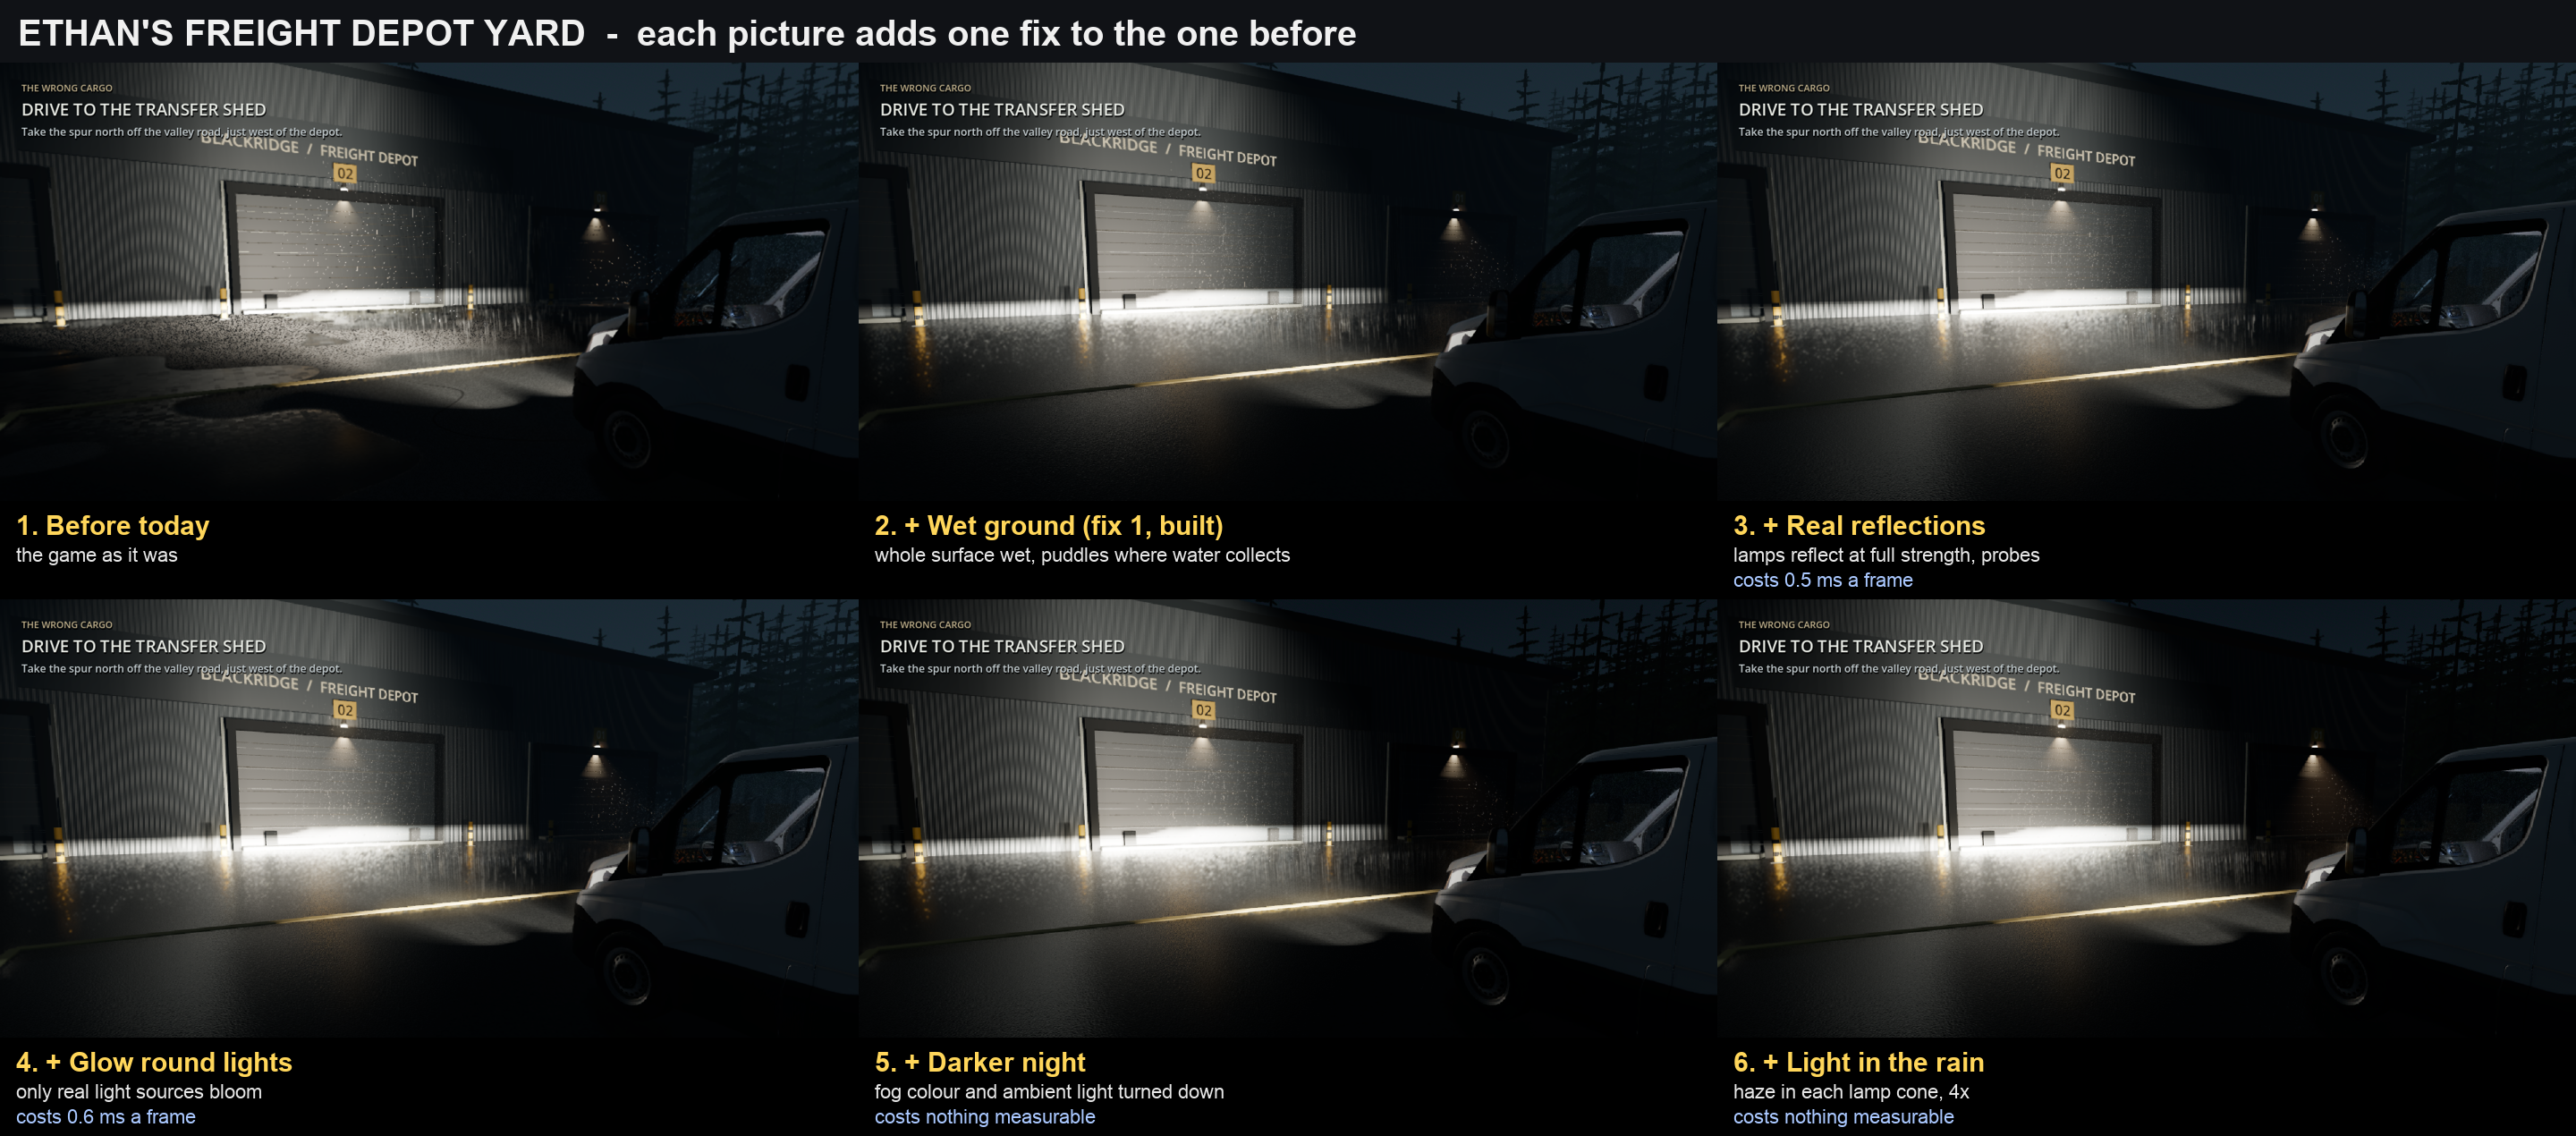 ETHAN'S FREIGHT DEPOT YARD - each picture adds one fix to the one before
THE WRONG CARGO
DRIVE TO THE TRANSFER SHED
Take the spur north off the valley road, just west of the depot.
BLACKRIDGE / FREIGHT DEPOT
02
THE WRONG CARGO
DRIVE TO THE TRANSFER SHED
Take the spur north off the valley road, just west of the depot.
BLACKRIDGE / FREIGHT DEPOT
02
THE WRONG CARGO
DRIVE TO THE TRANSFER SHED
Take the spur north off the valley road, just west of the depot.
BLACKRIDGE / FREIGHT DEPOT
02
1. Before today
the game as it was
2. + Wet ground (fix 1, built)
whole surface wet, puddles where water collects
3. + Real reflections
lamps reflect at full strength, probes
costs 0.5 ms a frame
THE WRONG CARGO
DRIVE TO THE TRANSFER SHED
Take the spur north off the valley road, just west of the depot.
BLACKRIDGE / FREIGHT DEPOT
02
THE WRONG CARGO
DRIVE TO THE TRANSFER SHED
Take the spur north off the valley road, just west of the depot.
BLACKRIDGE / FREIGHT DEPOT
02
THE WRONG CARGO
DRIVE TO THE TRANSFER SHED
Take the spur north off the valley road, just west of the depot.
BLACKRIDGE / FREIGHT DEPOT
02
4. + Glow round lights
only real light sources bloom
costs 0.6 ms a frame
5. + Darker night
fog colour and ambient light turned down
costs nothing measurable
6. + Light in the rain
haze in each lamp cone, 4x
costs nothing measurable